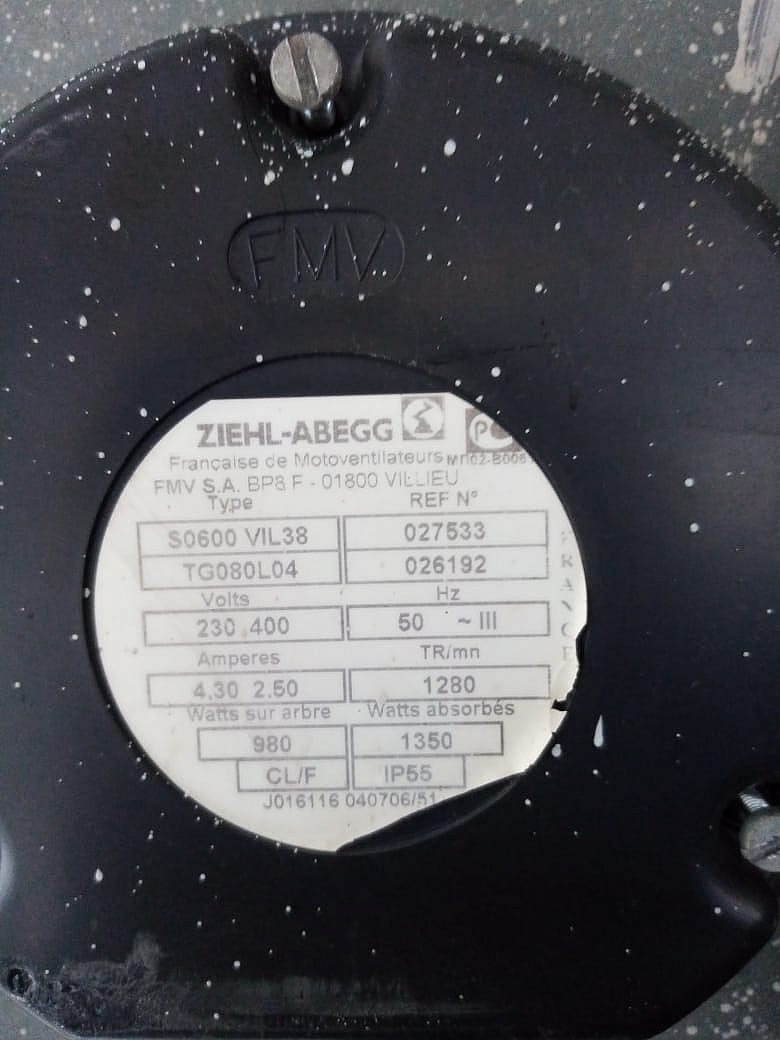 FMV
ZIEHL-ABEGG
Française de Motoventilateurs
FMV S.A. BP8 F - 01800 VILLIEU
Type REF N°
S0600 VIL38 027533
TG080L04 026192
Volts Hz
230 400 50 ~ III
Amperes TR/mn
4,30 2.50 1280
Watts sur arbre Watts absorbés
980 1350
CL/F IP55
J016116 040706/51
FRANCE